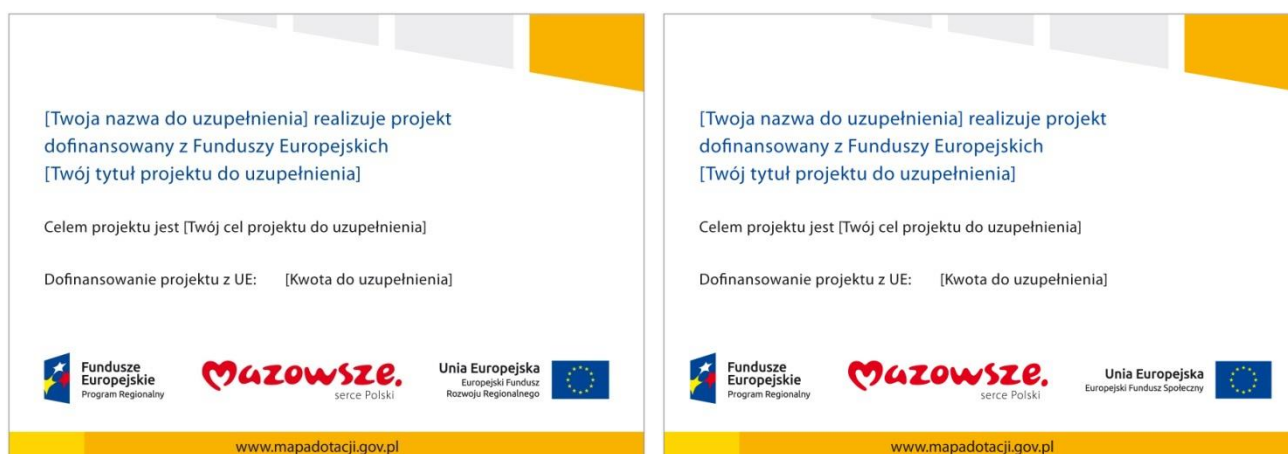 [Twoja nazwa do uzupełnienia] realizuje projekt
dofinansowany z Funduszy Europejskich
[Twój tytuł projektu do uzupełnienia]
Celem projektu jest [Twój cel projektu do uzupełnienia]
Dofinansowanie projektu z UE: [Kwota do uzupełnienia]
Fundusze
Europejskie
Program Regionalny
Mazowsze.
serce Polski
Unia Europejska
Europejski Fundusz
Rozwoju Regionalnego
www.mapadotacji.gov.pl
[Twoja nazwa do uzupełnienia] realizuje projekt
dofinansowany z Funduszy Europejskich
[Twój tytuł projektu do uzupełnienia]
Celem projektu jest [Twój cel projektu do uzupełnienia]
Dofinansowanie projektu z UE: [Kwota do uzupełnienia]
Fundusze
Europejskie
Program Regionalny
Mazowsze.
serce Polski
Unia Europejska
Europejski Fundusz Społeczny
www.mapadotacji.gov.pl